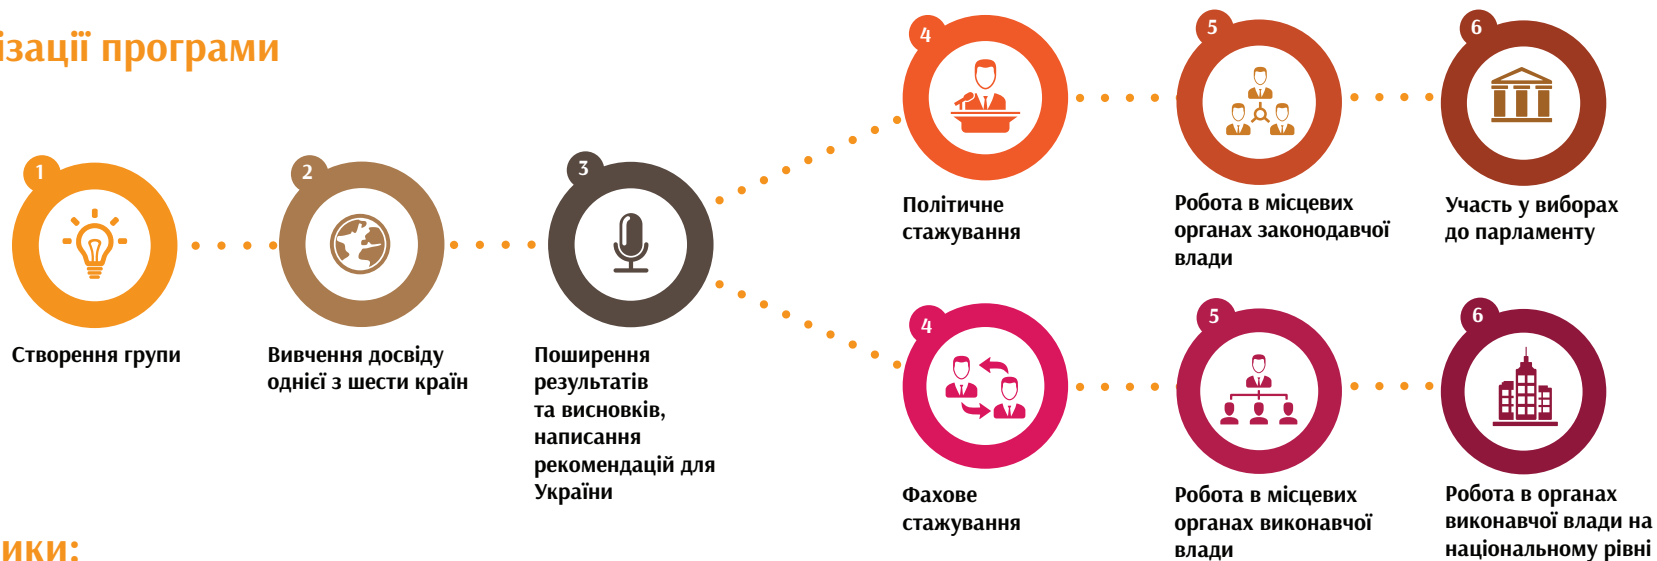 ізації програми
1
Створення групи
2
Вивчення досвіду
однієї з шести країн
3
Поширення
результатів
та висновків,
написання
рекомендацій для
України
4
Політичне
стажування
5
Робота в місцевих
органах законодавчої
влади
6
Участь у виборах
до парламенту
4
Фахове
стажування
5
Робота в місцевих
органах виконавчої
влади
6
Робота в органах
виконавчої влади на
національному рівні
ики: